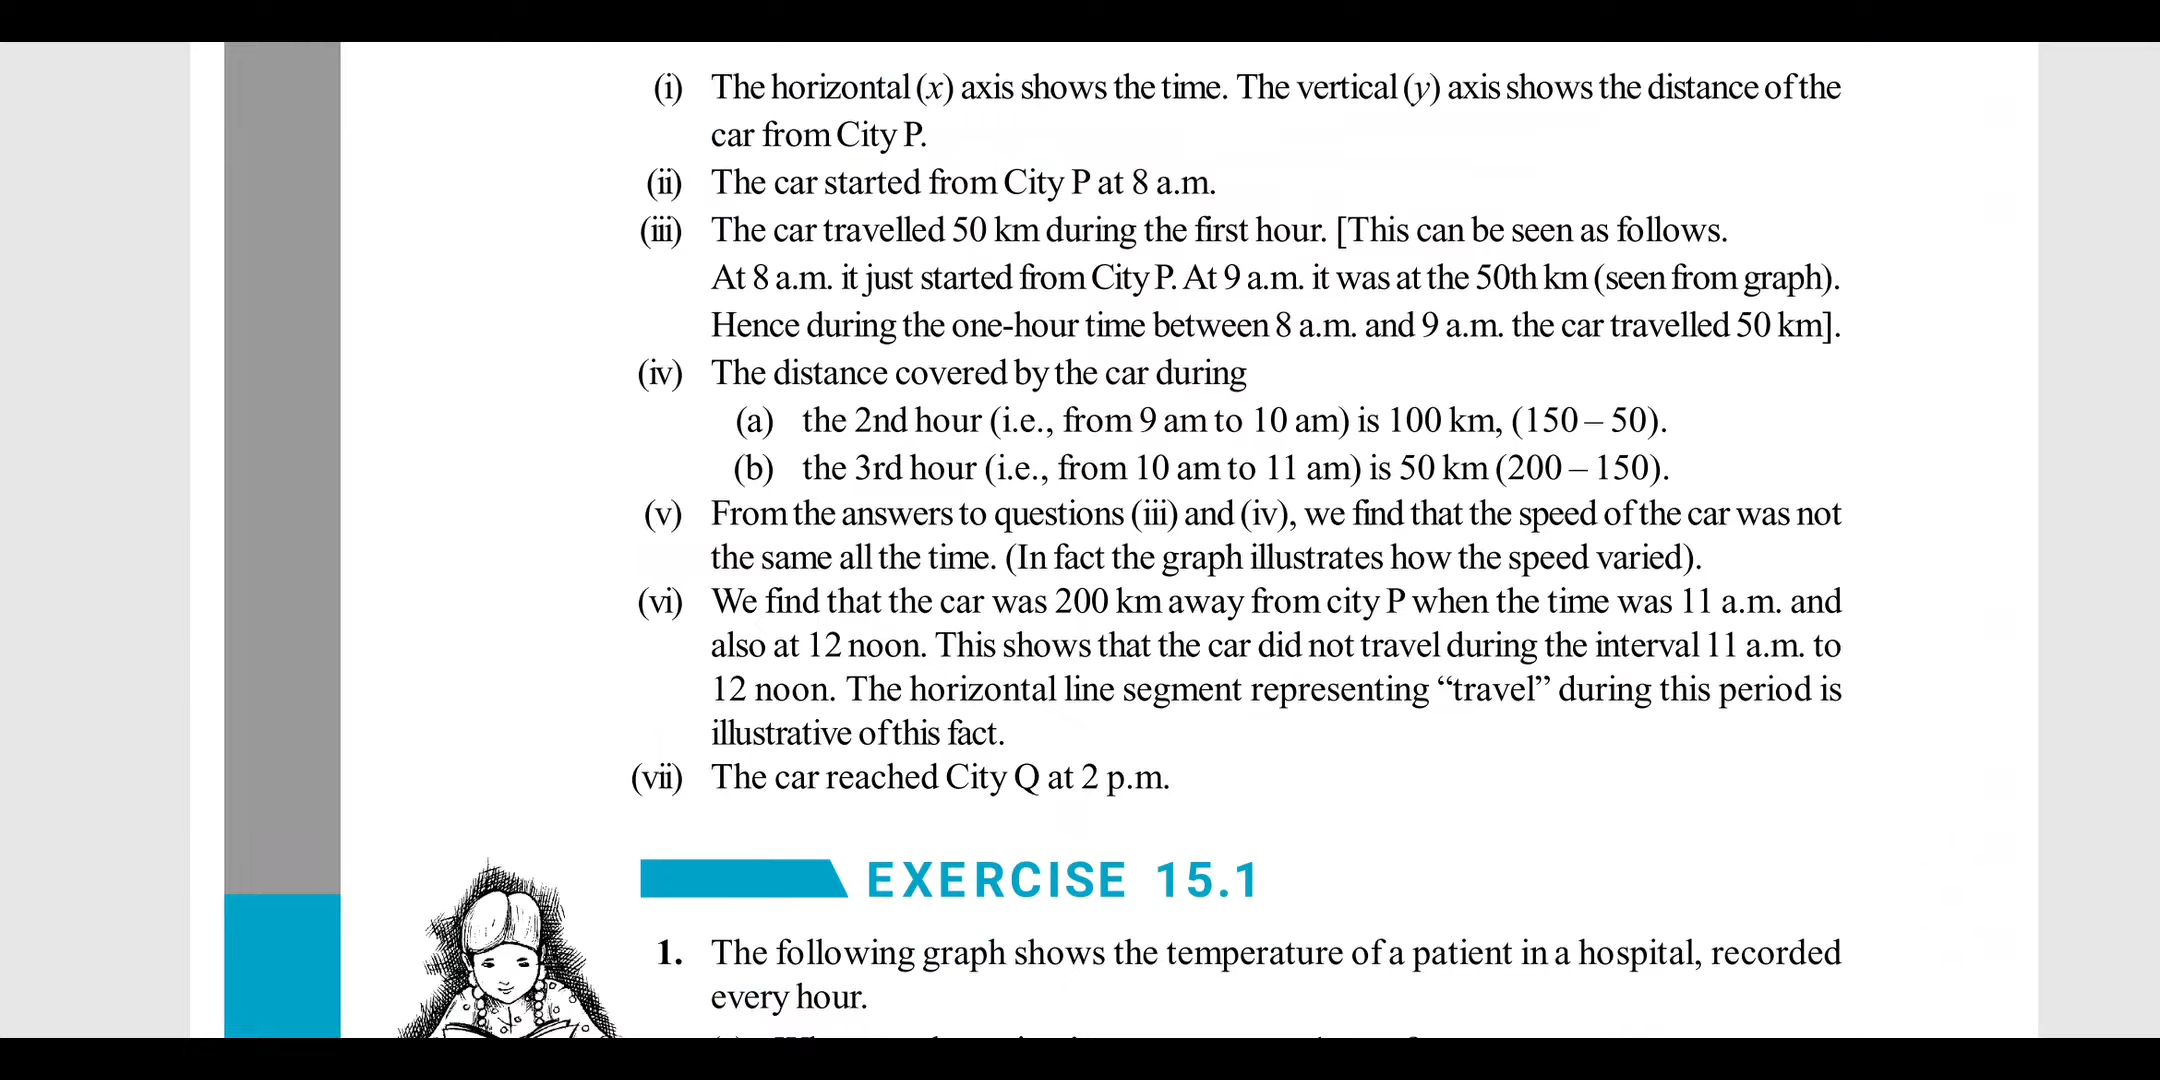 (i) The horizontal (x) axis shows the time. The vertical (y) axis shows the distance of the
car from City P.
(ii) The car started from City P at 8 a.m.
(iii) The car travelled 50 km during the first hour. [This can be seen as follows.
At 8 a.m. it just started from City P. At 9 a.m. it was at the 50th km (seen from graph).
Hence during the one-hour time between 8 a.m. and 9 a.m. the car travelled 50 km].
(iv) The distance covered by the car during
(a) the 2nd hour (i.e., from 9 am to 10 am) is 100 km, (150 – 50).
(b) the 3rd hour (i.e., from 10 am to 11 am) is 50 km (200 – 150).
(v) From the answers to questions (iii) and (iv), we find that the speed of the car was not
the same all the time. (In fact the graph illustrates how the speed varied).
(vi) We find that the car was 200 km away from city P when the time was 11 a.m. and
also at 12 noon. This shows that the car did not travel during the interval 11 a.m. to
12 noon. The horizontal line segment representing “travel” during this period is
illustrative of this fact.
(vii) The car reached City Q at 2 p.m.
EXERCISE 15.1
1. The following graph shows the temperature of a patient in a hospital, recorded
every hour.